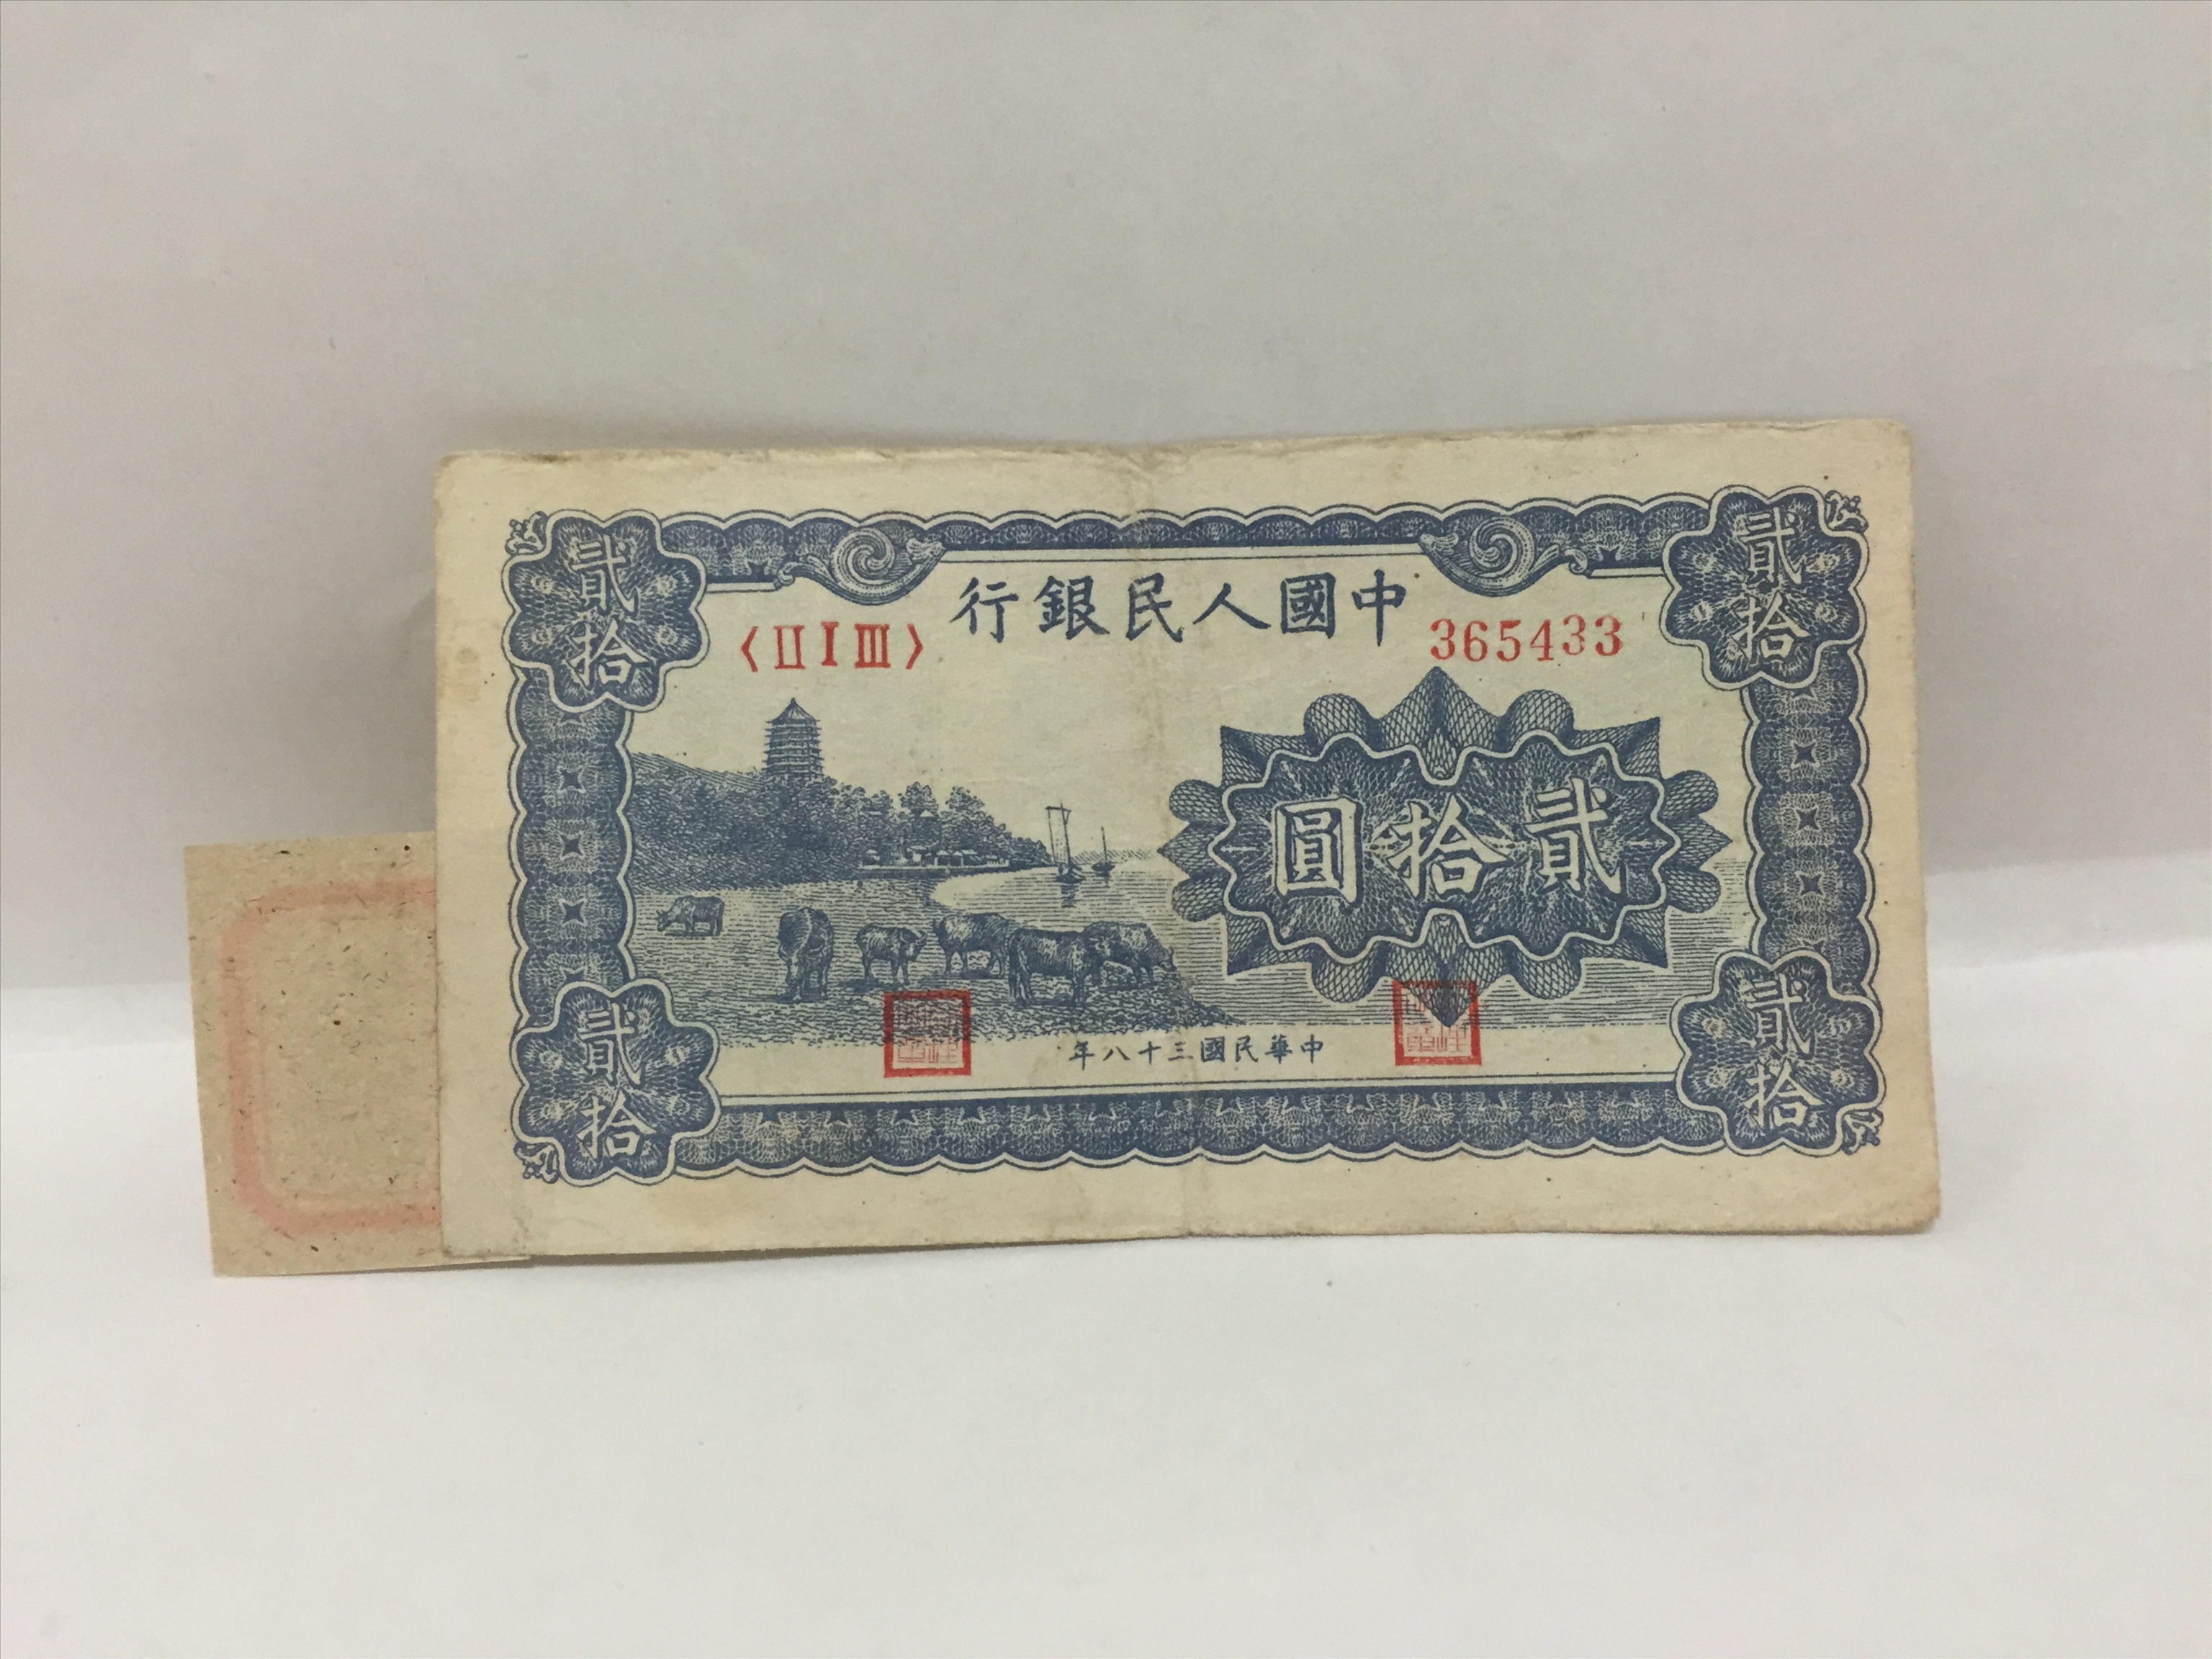 貳拾
中國人民銀行
貳拾
〈II I III〉
365433
貳拾圓
貳拾
中華民國三十八年
貳拾